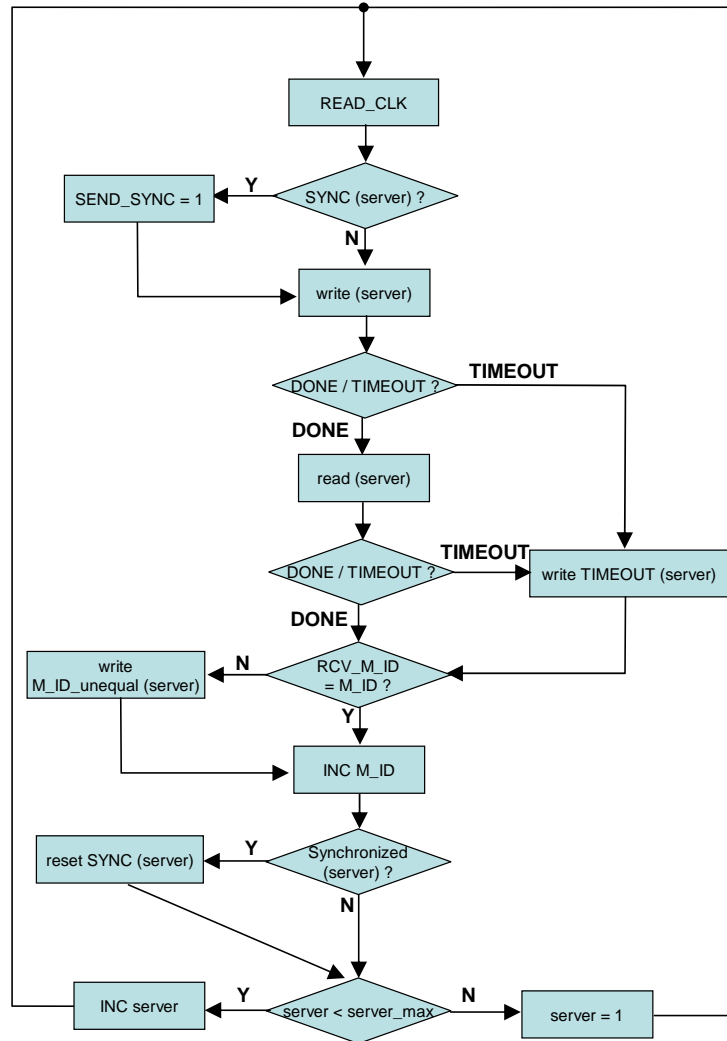 READ_CLK
Y
SEND_SYNC = 1
SYNC (server) ?
N
write (server)
TIMEOUT
DONE / TIMEOUT ?
DONE
read (server)
TIMEOUT
DONE / TIMEOUT ?
write TIMEOUT (server)
DONE
write
M_ID_unequal (server)
N
RCV_M_ID
= M_ID ?
Y
INC M_ID
Y
reset SYNC (server)
Synchronized
(server) ?
N
INC server
Y
server < server_max
N
server = 1